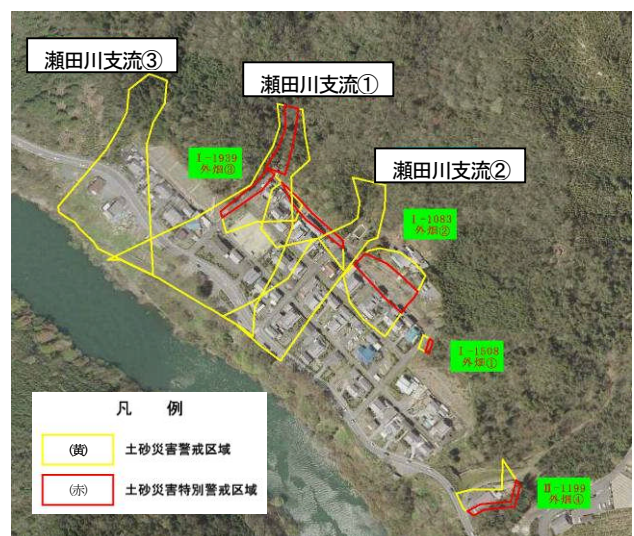 瀬田川支流③
瀬田川支流①
Ⅰ-1939
外畑③
瀬田川支流②
Ⅰ-1083
外畑②
Ⅰ-1508
外畑①
凡 例
(黄) 土砂災害警戒区域
(赤) 土砂災害特別警戒区域
Ⅱ-1199
外畑④